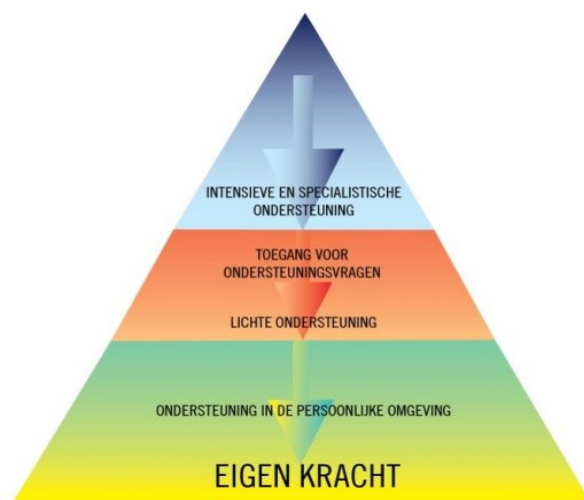 INTENSIEVE EN SPECIALISTISCHE
ONDERSTEUNING
TOEGANG VOOR
ONDERSTEUNINGSVRAGEN
LICHTE ONDERSTEUNING
ONDERSTEUNING IN DE PERSOONLIJKE OMGEVING
EIGEN KRACHT